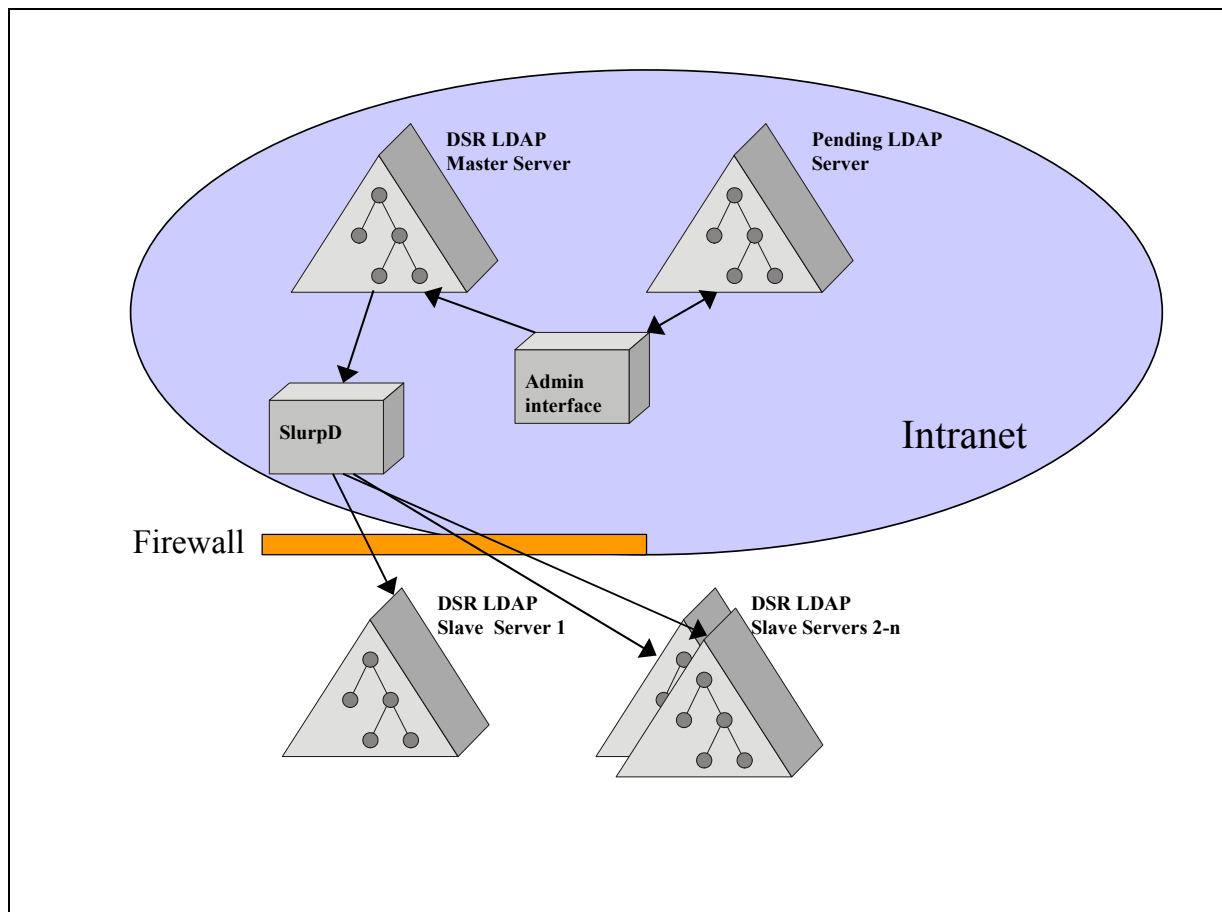 DSR LDAP
Master Server
Pending LDAP
Server
Admin
interface
SlurpD
Intranet
Firewall
DSR LDAP
Slave Server 1
DSR LDAP
Slave Servers 2-n